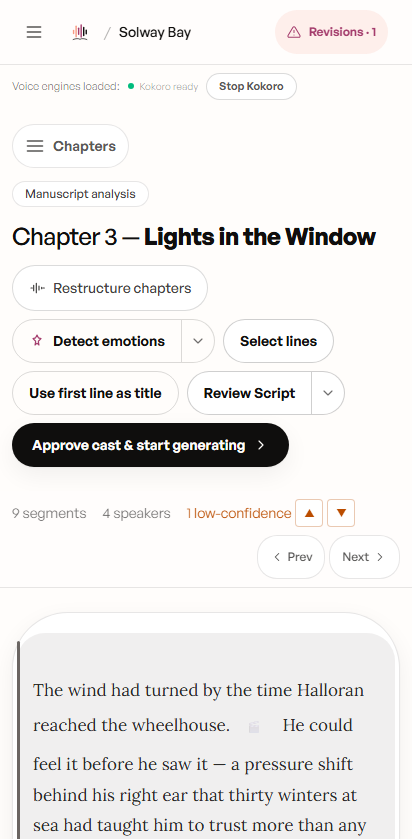 / Solway Bay
Revisions · 1
Voice engines loaded: Kokoro ready Stop Kokoro
Chapters
Manuscript analysis
Chapter 3 — Lights in the Window
Restructure chapters
Detect emotions
Select lines
Use first line as title
Review Script
Approve cast & start generating
9 segments 4 speakers 1 low-confidence ▲ ▼
Prev
Next
The wind had turned by the time Halloran
reached the wheelhouse. He could
feel it before he saw it — a pressure shift
behind his right ear that thirty winters at
sea had taught him to trust more than any